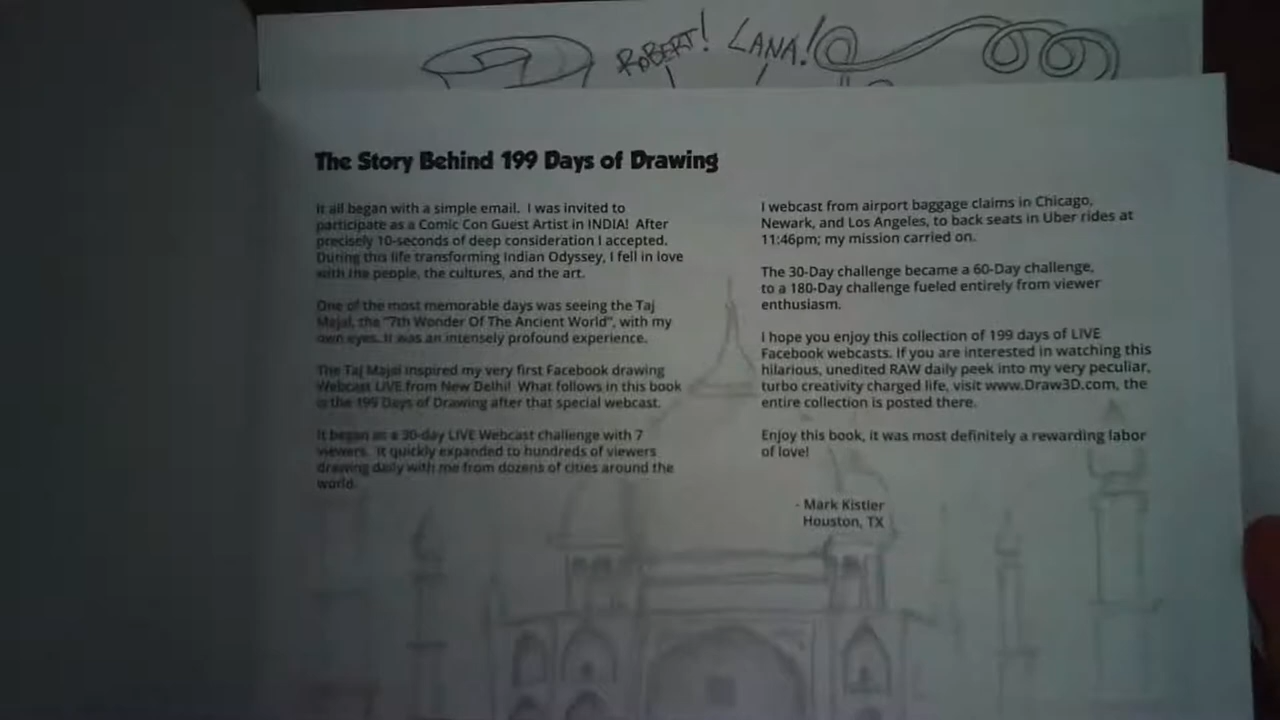 ROBERT! LANA!
The Story Behind 199 Days of Drawing
It all began with a simple email. I was invited to
participate as a Comic Con Guest Artist in INDIA! After
precisely 10-seconds of deep consideration I accepted.
During this life transforming Indian Odyssey, I fell in love
with the people, the cultures, and the art.
One of the most memorable days was seeing the Taj
Majal, the "7th Wonder Of The Ancient World", with my
own eyes. It was an intensely profound experience.
The Taj Majal inspired my very first Facebook drawing
Webcast LIVE from New Delhi! What follows in this book
is the 199 Days of Drawing after that special webcast.
It began as a 30-day LIVE Webcast challenge with 7
viewers. It quickly expanded to hundreds of viewers
drawing daily with me from dozens of cities around the
world.
I webcast from airport baggage claims in Chicago,
Newark, and Los Angeles, to back seats in Uber rides at
11:46pm; my mission carried on.
The 30-Day challenge became a 60-Day challenge,
to a 180-Day challenge fueled entirely from viewer
enthusiasm.
I hope you enjoy this collection of 199 days of LIVE
Facebook webcasts. If you are interested in watching this
hilarious, unedited RAW daily peek into my very peculiar,
turbo creativity charged life, visit www.Draw3D.com, the
entire collection is posted there.
Enjoy this book, it was most definitely a rewarding labor
of love!
- Mark Kistler
Houston, TX